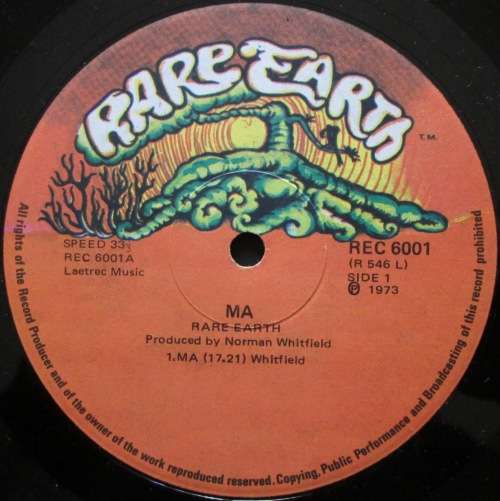 RARE EARTH
T.M.
SPEED 33⅓
REC 6001A
Laetrec Music
REC 6001
(R 546 L)
SIDE 1
Ⓟ 1973
MA
RARE EARTH
Produced by Norman Whitfield
1.MA (17.21) Whitfield
All rights of the Record Producer and of the owner of the work reproduced reserved. Copying, Public Performance and Broadcasting of this record prohibited